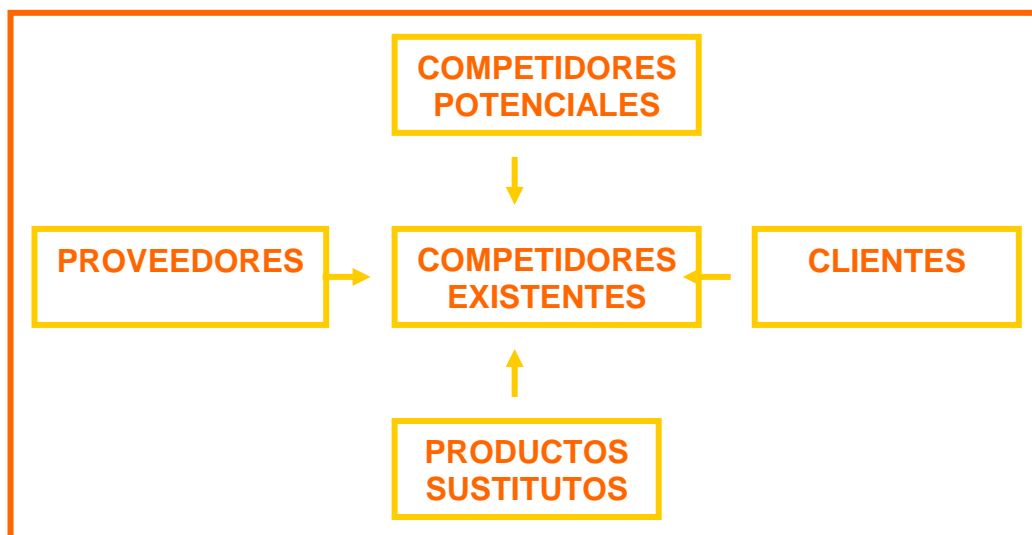 COMPETIDORES
POTENCIALES
PROVEEDORES
COMPETIDORES
EXISTENTES
CLIENTES
PRODUCTOS
SUSTITUTOS